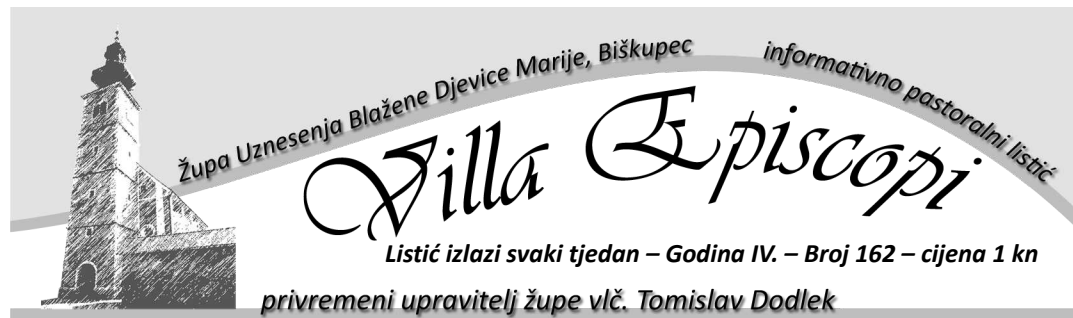 Župa Uznesenja Blažene Djevice Marije, Biškupec
informativno pastoralni listić
Villa Episcopi
Listić izlazi svaki tjedan – Godina IV. – Broj 162 – cijena 1 kn
privremeni upravitelj župe vlč. Tomislav Dodlek